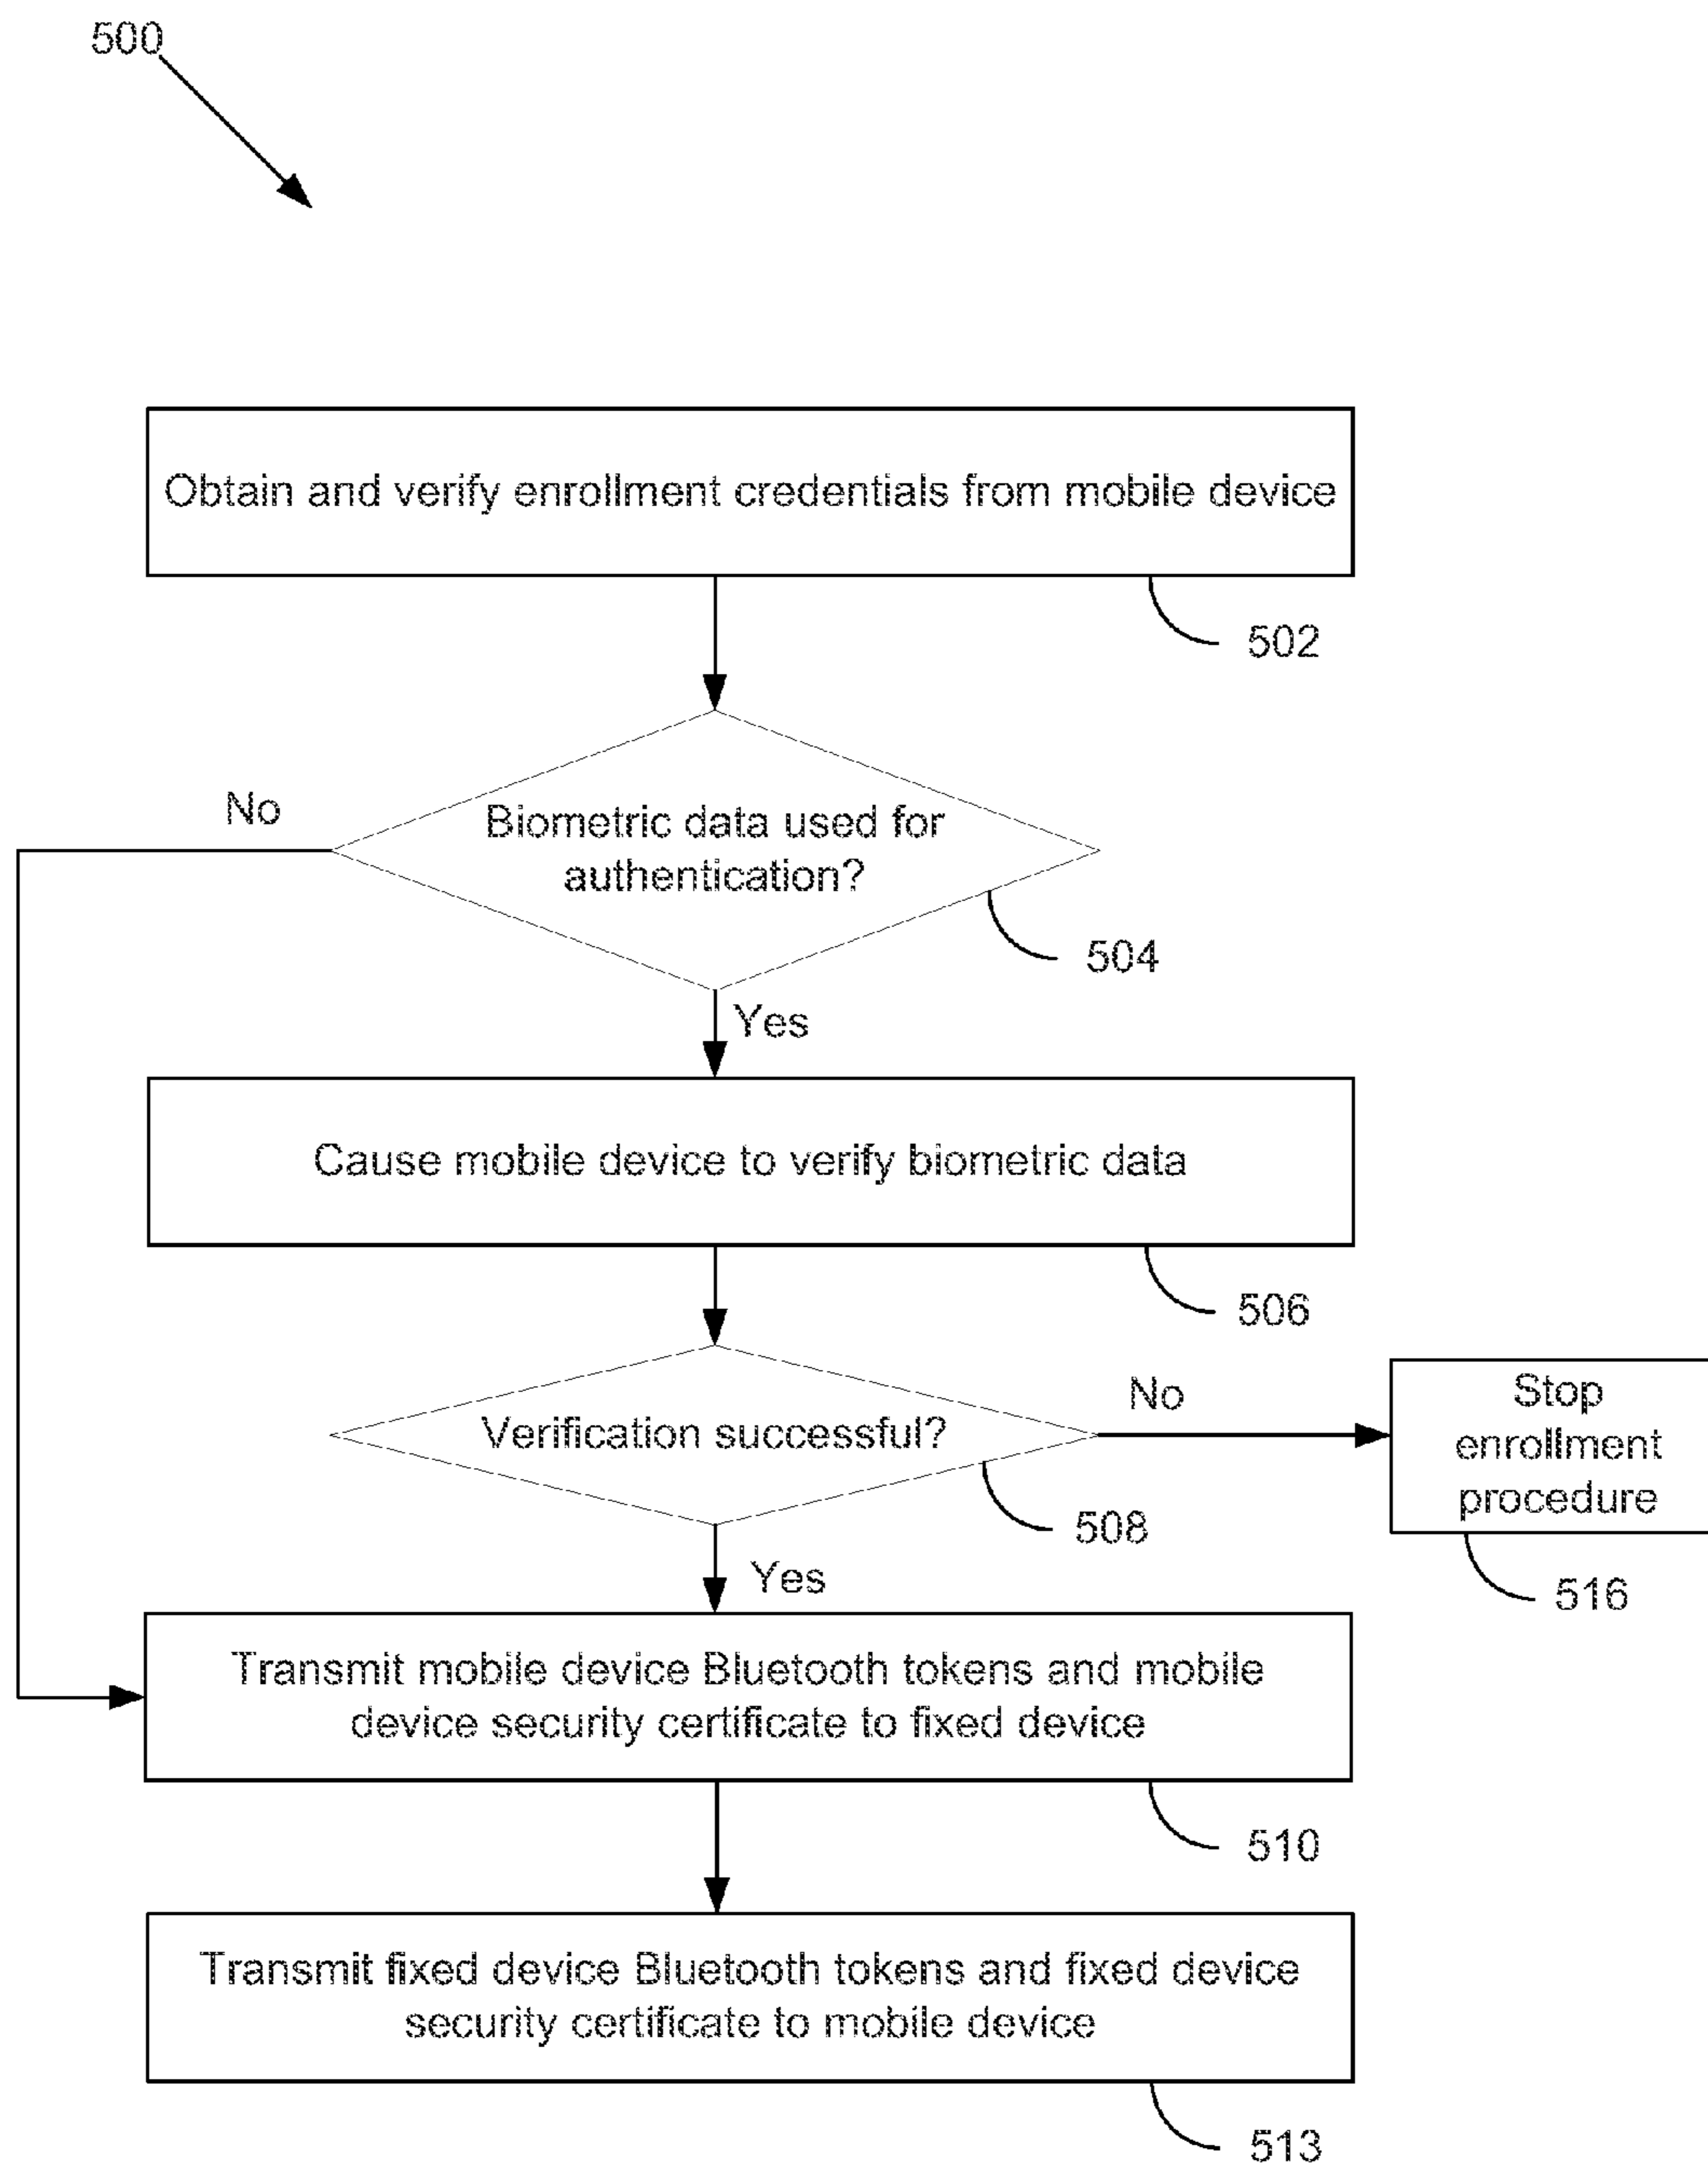 500
Obtain and verify enrollment credentials from mobile device
502
No
Biometric data used for
authentication?
504
Yes
Cause mobile device to verify biometric data
506
Verification successful?
No
Stop
enrollment
procedure
508
516
Yes
Transmit mobile device Bluetooth tokens and mobile
device security certificate to fixed device
510
Transmit fixed device Bluetooth tokens and fixed device
security certificate to mobile device
513